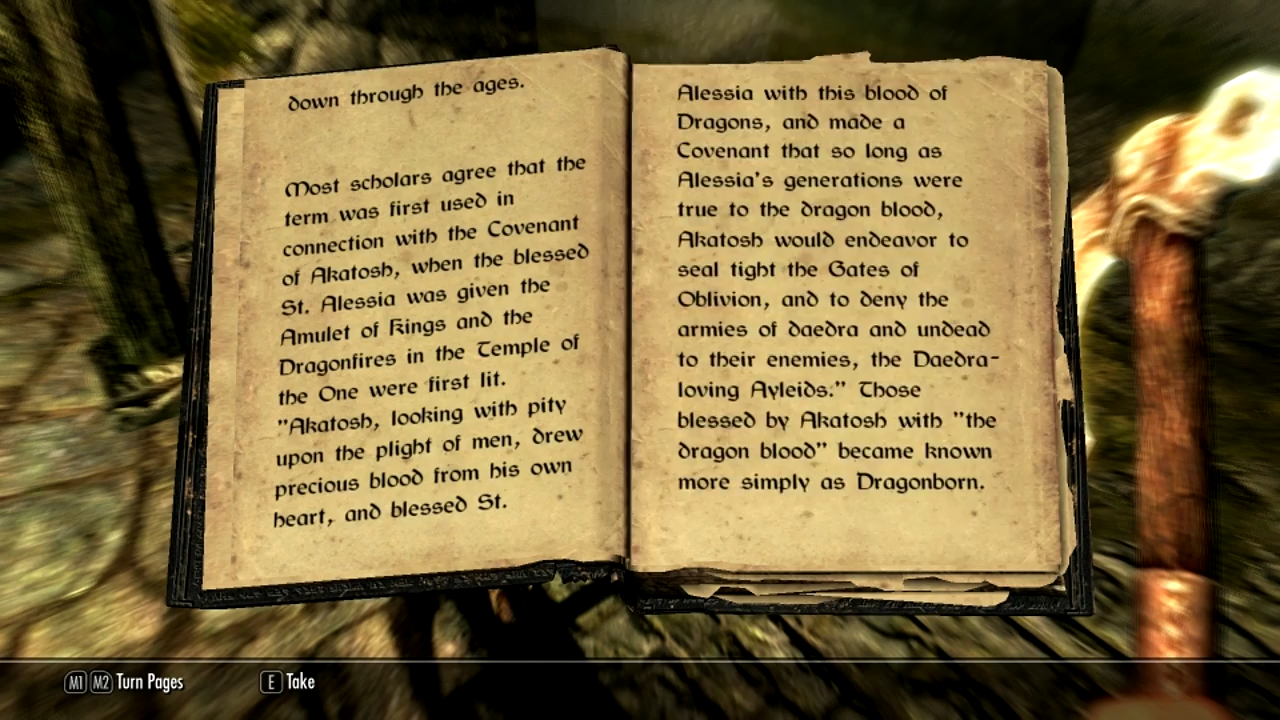 down through the ages.
Most scholars agree that the
term was first used in
connection with the Covenant
of Akatosh, when the blessed
St. Alessia was given the
Amulet of Kings and the
Dragonfires in the Temple of
the One were first lit.
"Akatosh, looking with pity
upon the plight of men, drew
precious blood from his own
heart, and blessed St.
Alessia with this blood of
Dragons, and made a
Covenant that so long as
Alessia's generations were
true to the dragon blood,
Akatosh would endeavor to
seal tight the Gates of
Oblivion, and to deny the
armies of daedra and undead
to their enemies, the Daedra-
loving Ayleids." Those
blessed by Akatosh with "the
dragon blood" became known
more simply as Dragonborn.
M1 M2 Turn Pages
E Take